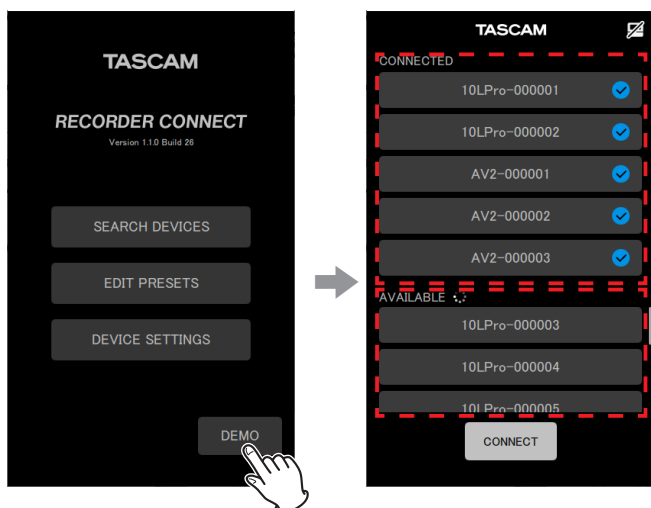 TASCAM
RECORDER CONNECT
Version 1.1.0 Build 26
SEARCH DEVICES
EDIT PRESETS
DEVICE SETTINGS
DEMO
TASCAM
CONNECTED
10LPro-000001
10LPro-000002
AV2-000001
AV2-000002
AV2-000003
AVAILABLE
10LPro-000003
10LPro-000004
10LPro-000005
CONNECT